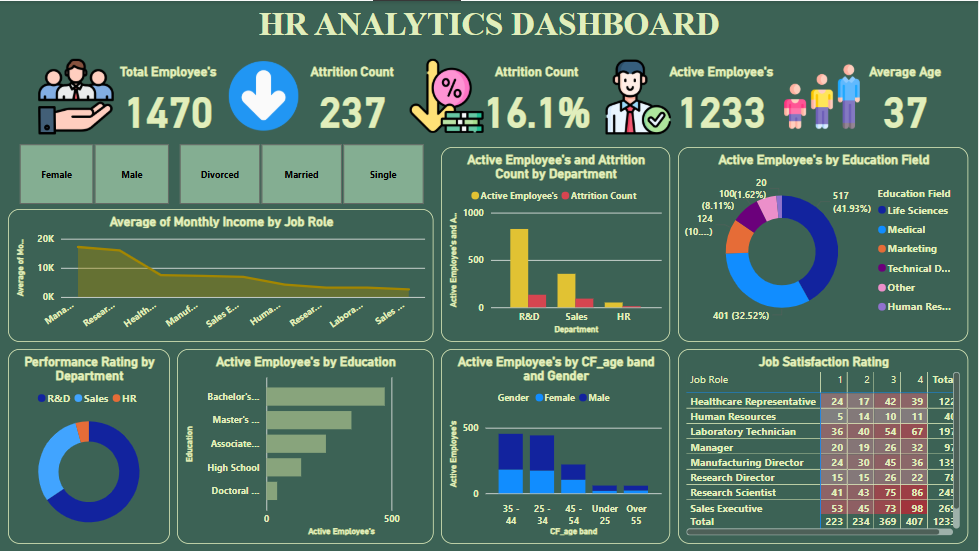 HR ANALYTICS DASHBOARD
Total Employee's
1470
Attrition Count
237
%
Attrition Count
16.1%
Active Employee's
1233
Average Age
37
Female
Male
Divorced
Married
Single
Average of Monthly Income by Job Role
Average of Mo...
20K
10K
0K
Mana...
Resear...
Health...
Manuf...
Sales E...
Huma...
Resear...
Labora...
Sales ...
Active Employee's and Attrition
Count by Department
Active Employee's
Attrition Count
Active Employee's and A...
1000
500
0
R&D
Sales
HR
Department
Active Employee's by Education Field
20
(1.62%)
100
(8.11%)
124
(10....)
517
(41.93%)
401 (32.52%)
Education Field
Life Sciences
Medical
Marketing
Technical D...
Other
Human Res...
Performance Rating by
Department
R&D
Sales
HR
Active Employee's by Education
Education
Bachelor's...
Master's ...
Associate...
High School
Doctoral ...
0
500
Active Employee's
Active Employee's by CF_age band
and Gender
Gender
Female
Male
Active Employee's
500
0
35 -
44
25 -
34
45 -
54
Under
25
Over
55
CF_age band
Job Satisfaction Rating
Job Role 1 2 3 4 Tota
Healthcare Representative 24 17 42 39 122
Human Resources 5 14 10 11 40
Laboratory Technician 36 40 54 67 197
Manager 20 19 26 32 97
Manufacturing Director 24 30 45 36 135
Research Director 15 15 26 22 78
Research Scientist 41 43 75 86 245
Sales Executive 53 45 73 98 269
Total 223 234 369 407 1233